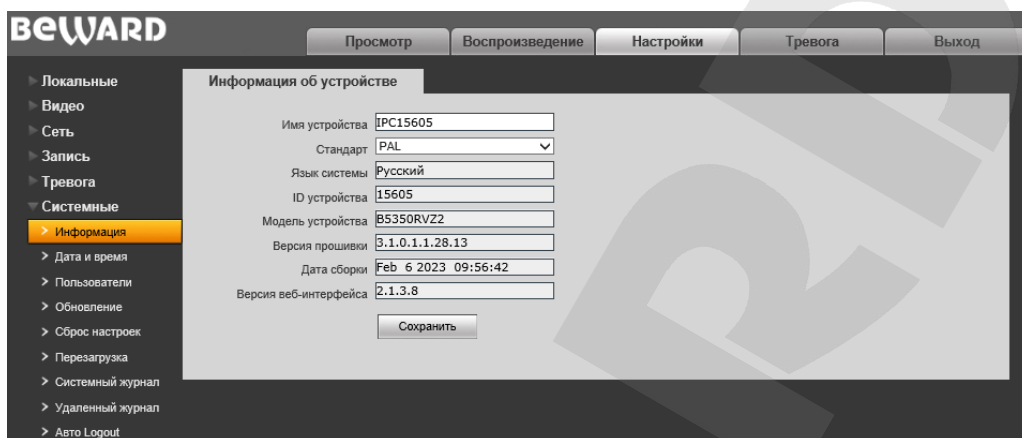 BEWARD
Просмотр Воспроизведение Настройки Тревога Выход
Локальные
Видео
Сеть
Запись
Тревога
Системные
Информация
Дата и время
Пользователи
Обновление
Сброс настроек
Перезагрузка
Системный журнал
Удаленный журнал
Авто Logout
Информация об устройстве
Имя устройства IPC15605
Стандарт PAL
Язык системы Русский
ID устройства 15605
Модель устройства B5350RVZ2
Версия прошивки 3.1.0.1.1.28.13
Дата сборки Feb 6 2023 09:56:42
Версия веб-интерфейса 2.1.3.8
Сохранить